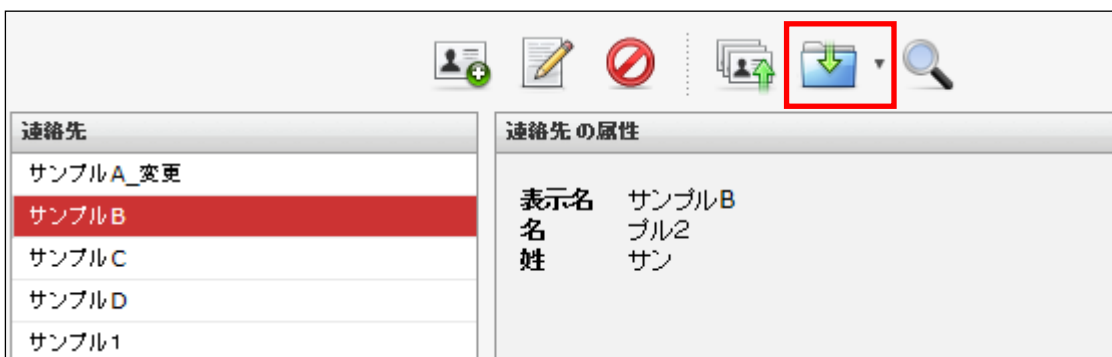 連絡先
サンプルA_変更
サンプルB
サンプルC
サンプルD
サンプル1
連絡先の属性
表示名 サンプルB
名 プル2
姓 サン